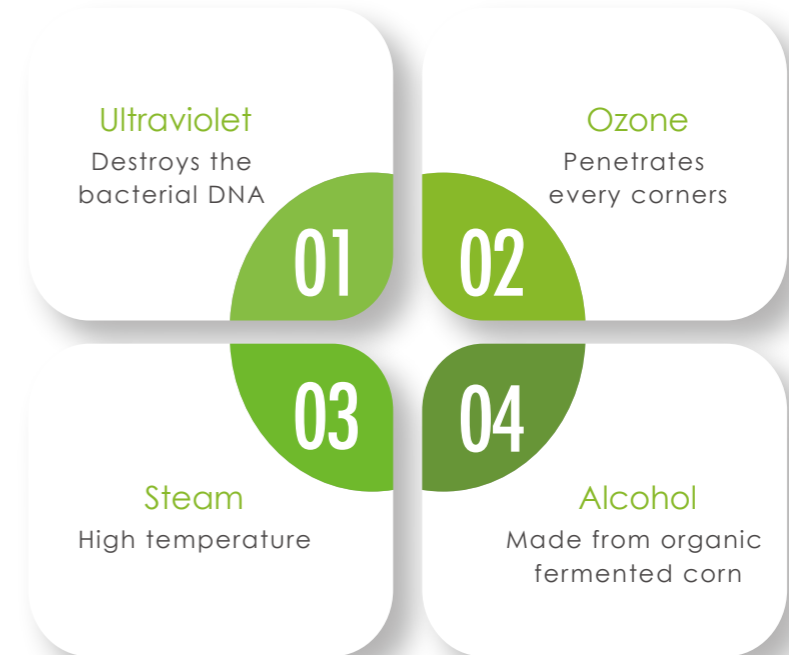 Ultraviolet
Destroys the
bacterial DNA
01
Ozone
Penetrates
every corners
02
03
Steam
High temperature
04
Alcohol
Made from organic
fermented corn